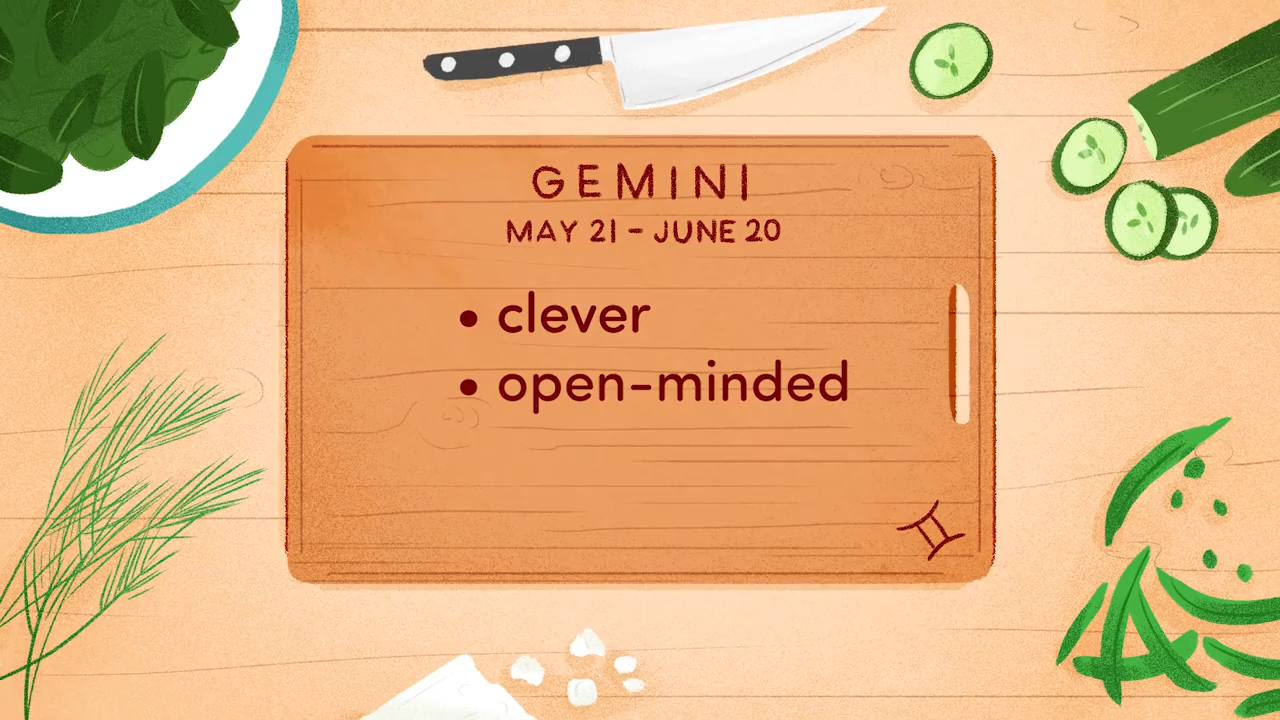 GEMINI
MAY 21 - JUNE 20
• clever
• open-minded